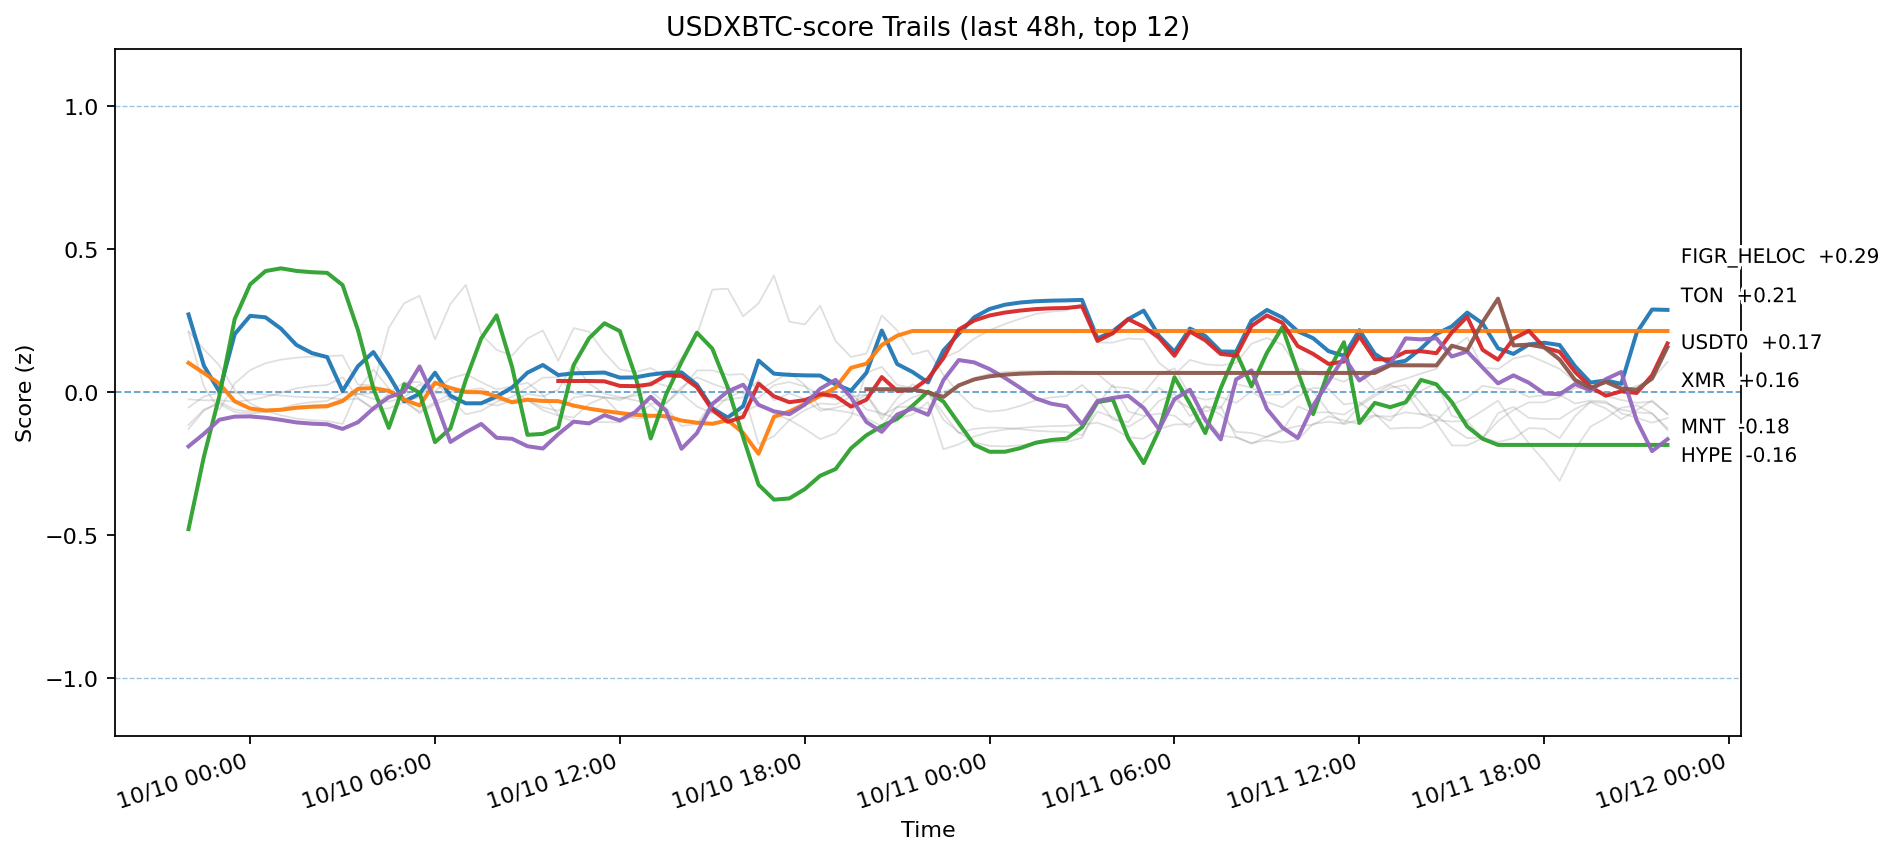 USDXBTC-score Trails (last 48h, top 12)
Score (z)
1.0
0.5
0.0
−0.5
−1.0
FIGR_HELOC +0.29
TON +0.21
USDT0 +0.17
XMR +0.16
MNT -0.18
HYPE -0.16
10/10 00:00
10/10 06:00
10/10 12:00
10/10 18:00
10/11 00:00
10/11 06:00
10/11 12:00
10/11 18:00
10/12 00:00
Time